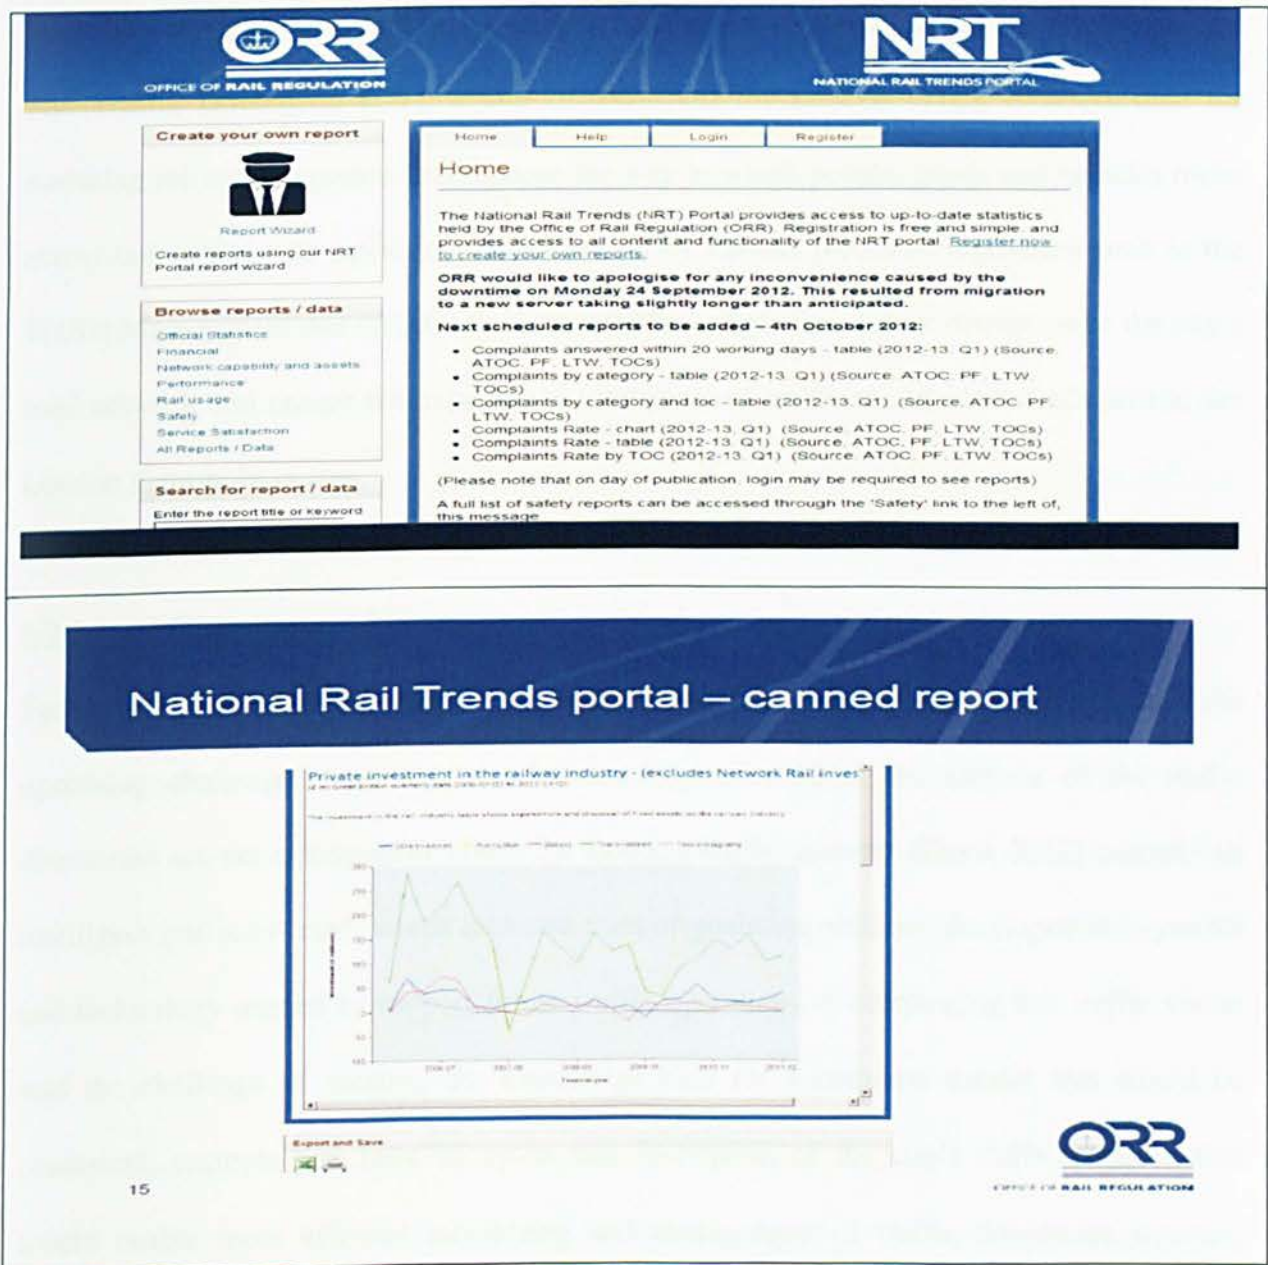 ORR
OFFICE OF RAIL REGULATION
NRT
NATIONAL RAIL TRENDS PORTAL
Create your own report
Report Wizard
Create reports using our NRT
Portal report wizard
Browse reports / data
Official Statistics
Financial
Network capability and assets
Performance
Rail usage
Safety
Service Satisfaction
All Reports / Data
Search for report / data
Enter the report title or keyword
Home Help Login Register
Home
The National Rail Trends (NRT) Portal provides access to up-to-date statistics
held by the Office of Rail Regulation (ORR). Registration is free and simple. and
provides access to all content and functionality of the NRT portal. Register now
to create your own reports.
ORR would like to apologise for any inconvenience caused by the
downtime on Monday 24 September 2012. This resulted from migration
to a new server taking slightly longer than anticipated.
Next scheduled reports to be added – 4th October 2012:
• Complaints answered within 20 working days - table (2012-13. Q1) (Source.
ATOC. PF. LTW. TOCs)
• Complaints by category - table (2012-13. Q1) (Source. ATOC. PF. LTW.
TOCs)
• Complaints by category and toc - table (2012-13. Q1) (Source. ATOC. PF.
LTW. TOCs)
• Complaints Rate - chart (2012-13. Q1) (Source. ATOC. PF. LTW. TOCs)
• Complaints Rate - table (2012-13. Q1) (Source. ATOC. PF. LTW. TOCs)
• Complaints Rate by TOC (2012-13. Q1) (Source. ATOC. PF. LTW. TOCs)
(Please note that on day of publication. login may be required to see reports)
A full list of safety reports can be accessed through the 'Safety' link to the left of,
this message
National Rail Trends portal – canned report
Private investment in the railway industry - (excludes Network Rail inves
Export and Save
15
ORR
OFFICE OF RAIL REGULATION